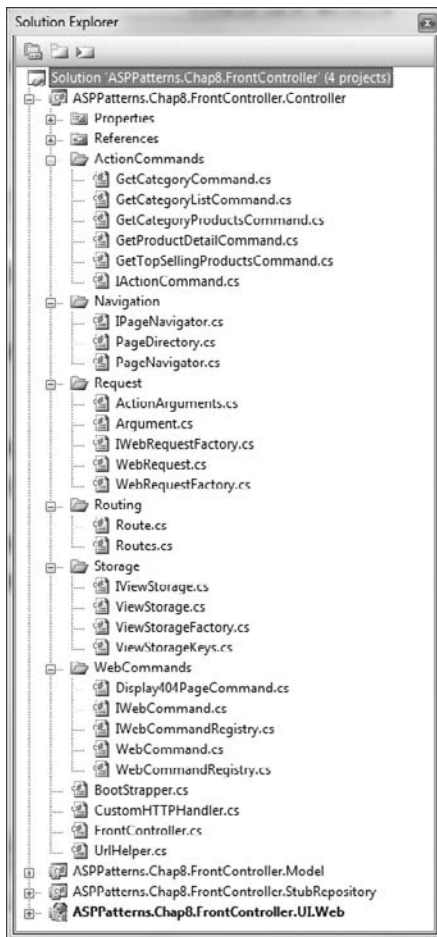 Solution Explorer
Solution 'ASPPatterns.Chap8.FrontController' (4 projects)
ASPPatterns.Chap8.FrontController.Controller
Properties
References
ActionCommands
GetCategoryCommand.cs
GetCategoryListCommand.cs
GetCategoryProductsCommand.cs
GetProductDetailCommand.cs
GetTopSellingProductsCommand.cs
IActionCommand.cs
Navigation
IPageNavigator.cs
PageDirectory.cs
PageNavigator.cs
Request
ActionArguments.cs
Argument.cs
IWebRequestFactory.cs
WebRequest.cs
WebRequestFactory.cs
Routing
Route.cs
Routes.cs
Storage
IViewStorage.cs
ViewStorage.cs
ViewStorageFactory.cs
ViewStorageKeys.cs
WebCommands
Display404PageCommand.cs
IWebCommand.cs
IWebCommandRegistry.cs
WebCommand.cs
WebCommandRegistry.cs
BootStrapper.cs
CustomHTTPHandler.cs
FrontController.cs
UrlHelper.cs
ASPPatterns.Chap8.FrontController.Model
ASPPatterns.Chap8.FrontController.StubRepository
ASPPatterns.Chap8.FrontController.UI.Web